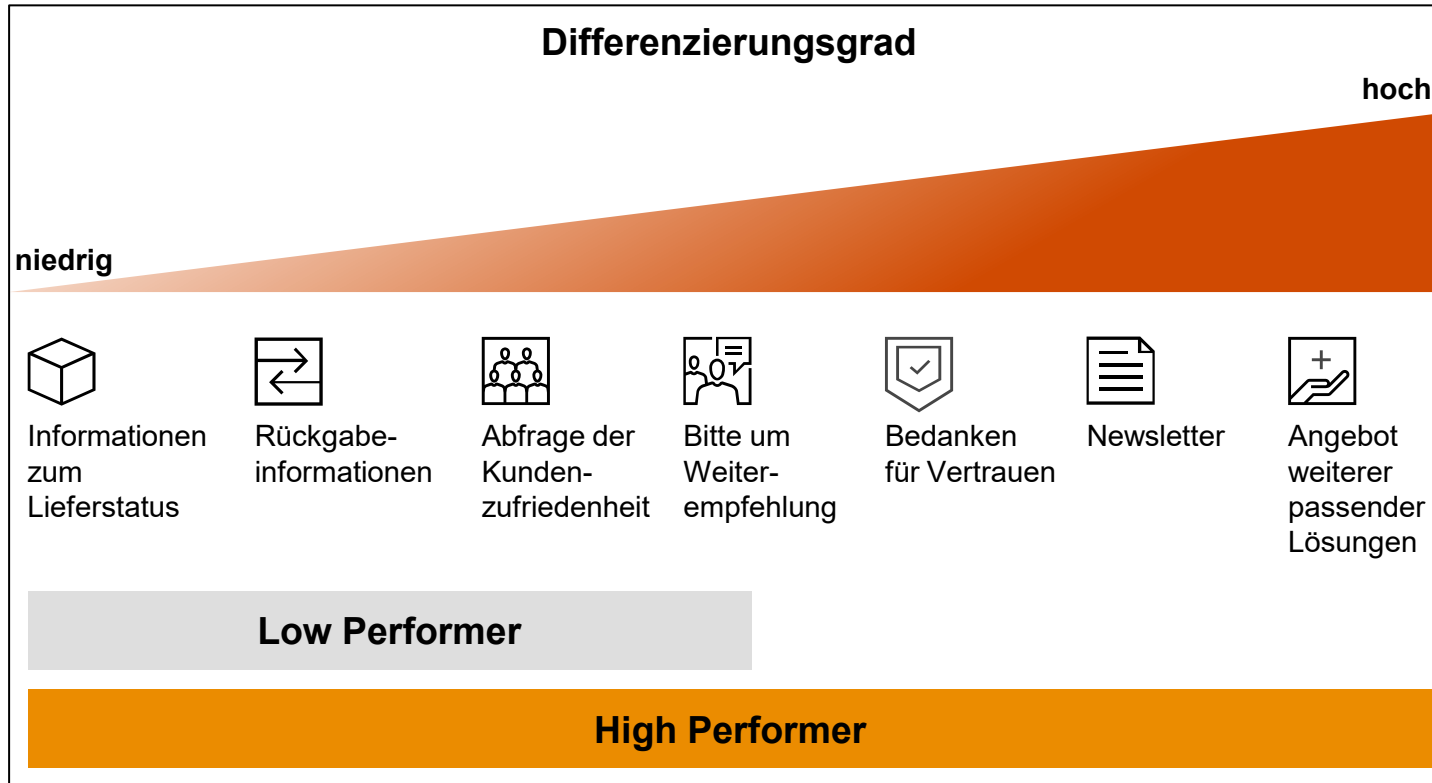 Differenzierungsgrad
hoch
niedrig
Informationen
zum
Lieferstatus
Rückgabe-
informationen
Abfrage der
Kunden-
zufriedenheit
Bitte um
Weiter-
empfehlung
Bedanken
für Vertrauen
Newsletter
Angebot
weiterer
passender
Lösungen
Low Performer
High Performer